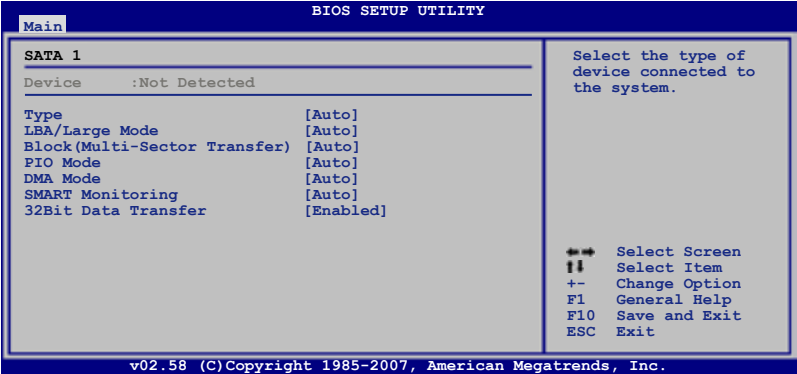 BIOS SETUP UTILITY
Main
SATA 1
Device :Not Detected
Type [Auto]
LBA/Large Mode [Auto]
Block(Multi-Sector Transfer) [Auto]
PIO Mode [Auto]
DMA Mode [Auto]
SMART Monitoring [Auto]
32Bit Data Transfer [Enabled]
Select the type of
device connected to
the system.
←→ Select Screen
↑↓ Select Item
+- Change Option
F1 General Help
F10 Save and Exit
ESC Exit
v02.58 (C)Copyright 1985-2007, American Megatrends, Inc.